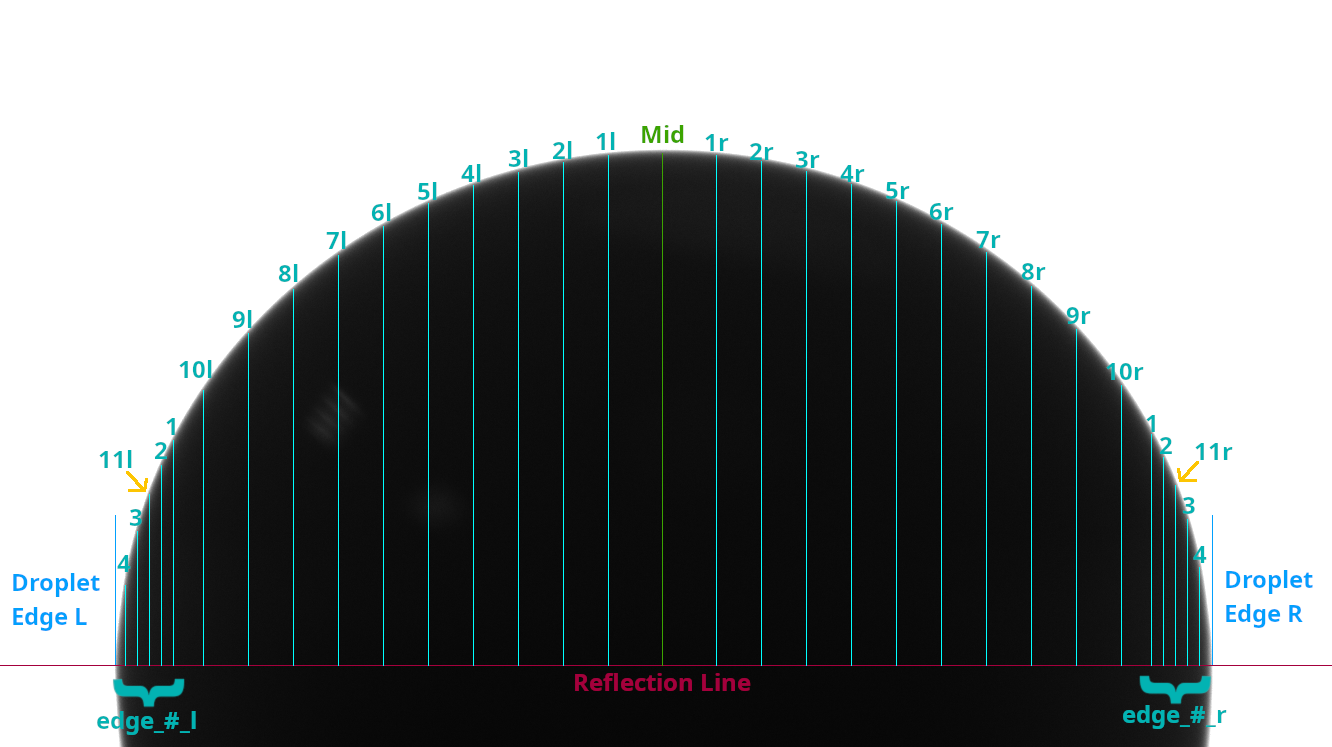 Mid
1l
1r
2l
2r
3l
3r
4l
4r
5l
5r
6l
6r
7l
7r
8l
8r
9l
9r
10l
10r
1
1
2
2
11l
11r
3
3
4
4
Droplet
Edge L
Droplet
Edge R
Reflection Line
edge_#_l
edge_#_r